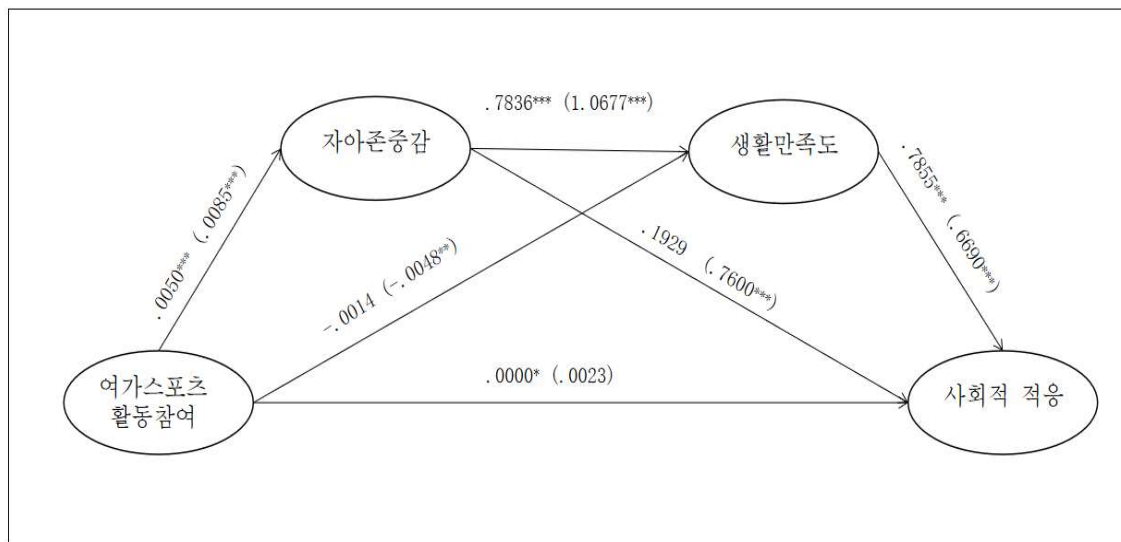 .7836*** (1.0677***)
자아존중감
생활만족도
.0050*** (.0085***)
-.0014 (-.0048**)
.1929 (.7600***)
.7855*** (.6690***)
.0000* (.0023)
여가스포츠
활동참여
사회적 적응